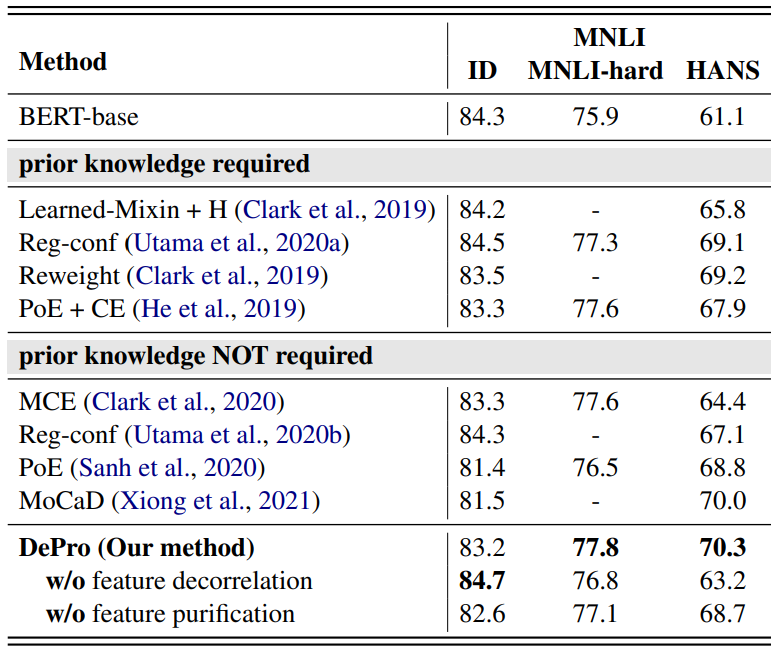 MNLI
Method
ID MNLI-hard HANS
BERT-base 84.3 75.9 61.1
prior knowledge required
Learned-Mixin + H (Clark et al., 2019) 84.2 - 65.8
Reg-conf (Utama et al., 2020a) 84.5 77.3 69.1
Reweight (Clark et al., 2019) 83.5 - 69.2
PoE + CE (He et al., 2019) 83.3 77.6 67.9
prior knowledge NOT required
MCE (Clark et al., 2020) 83.3 77.6 64.4
Reg-conf (Utama et al., 2020b) 84.3 - 67.1
PoE (Sanh et al., 2020) 81.4 76.5 68.8
MoCaD (Xiong et al., 2021) 81.5 - 70.0
DePro (Our method) 83.2 77.8 70.3
w/o feature decorrelation 84.7 76.8 63.2
w/o feature purification 82.6 77.1 68.7